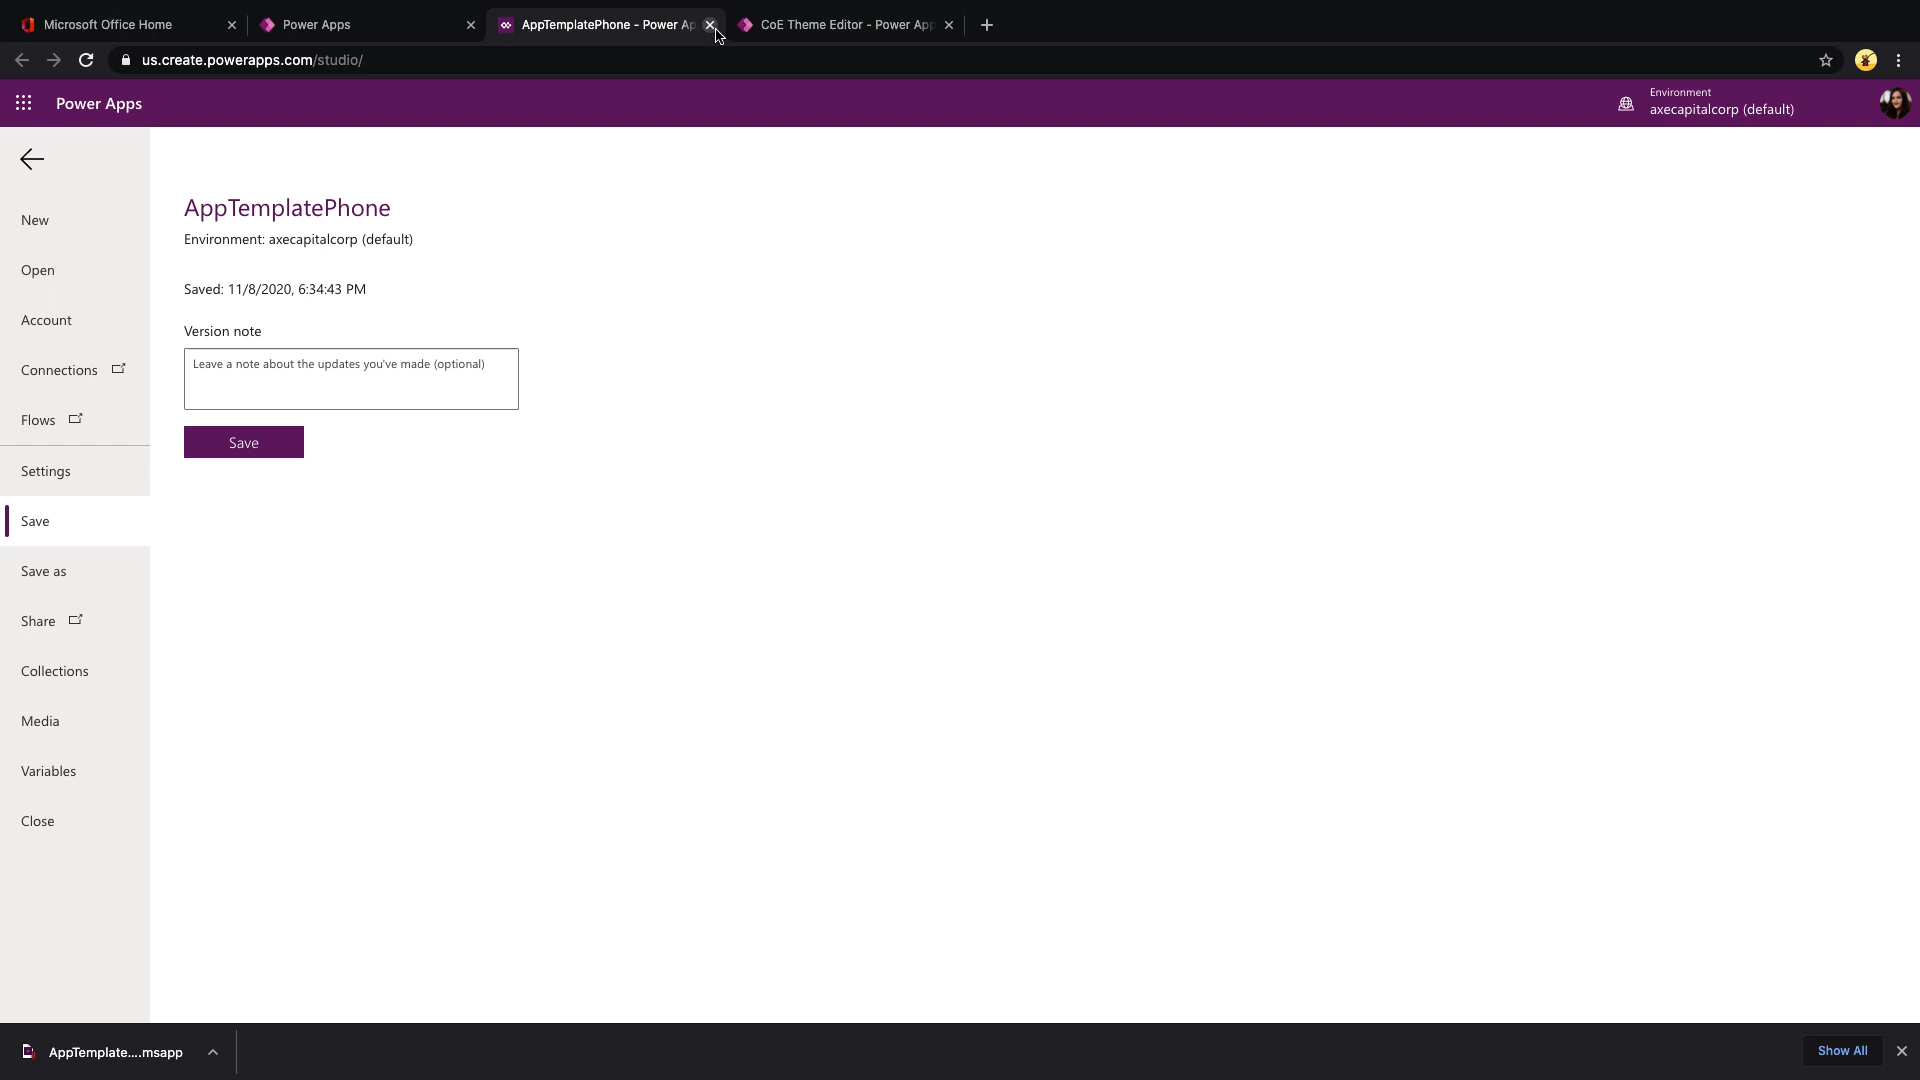 Microsoft Office Home
Power Apps
AppTemplatePhone - Power Ap
CoE Theme Editor - Power App
us.create.powerapps.com/studio/
Power Apps
Environment
axecapitalcorp (default)
New
Open
Account
Connections
Flows
Settings
Save
Save as
Share
Collections
Media
Variables
Close
AppTemplatePhone
Environment: axecapitalcorp (default)
Saved: 11/8/2020, 6:34:43 PM
Version note
Leave a note about the updates you've made (optional)
Save
AppTemplate....msapp
Show All